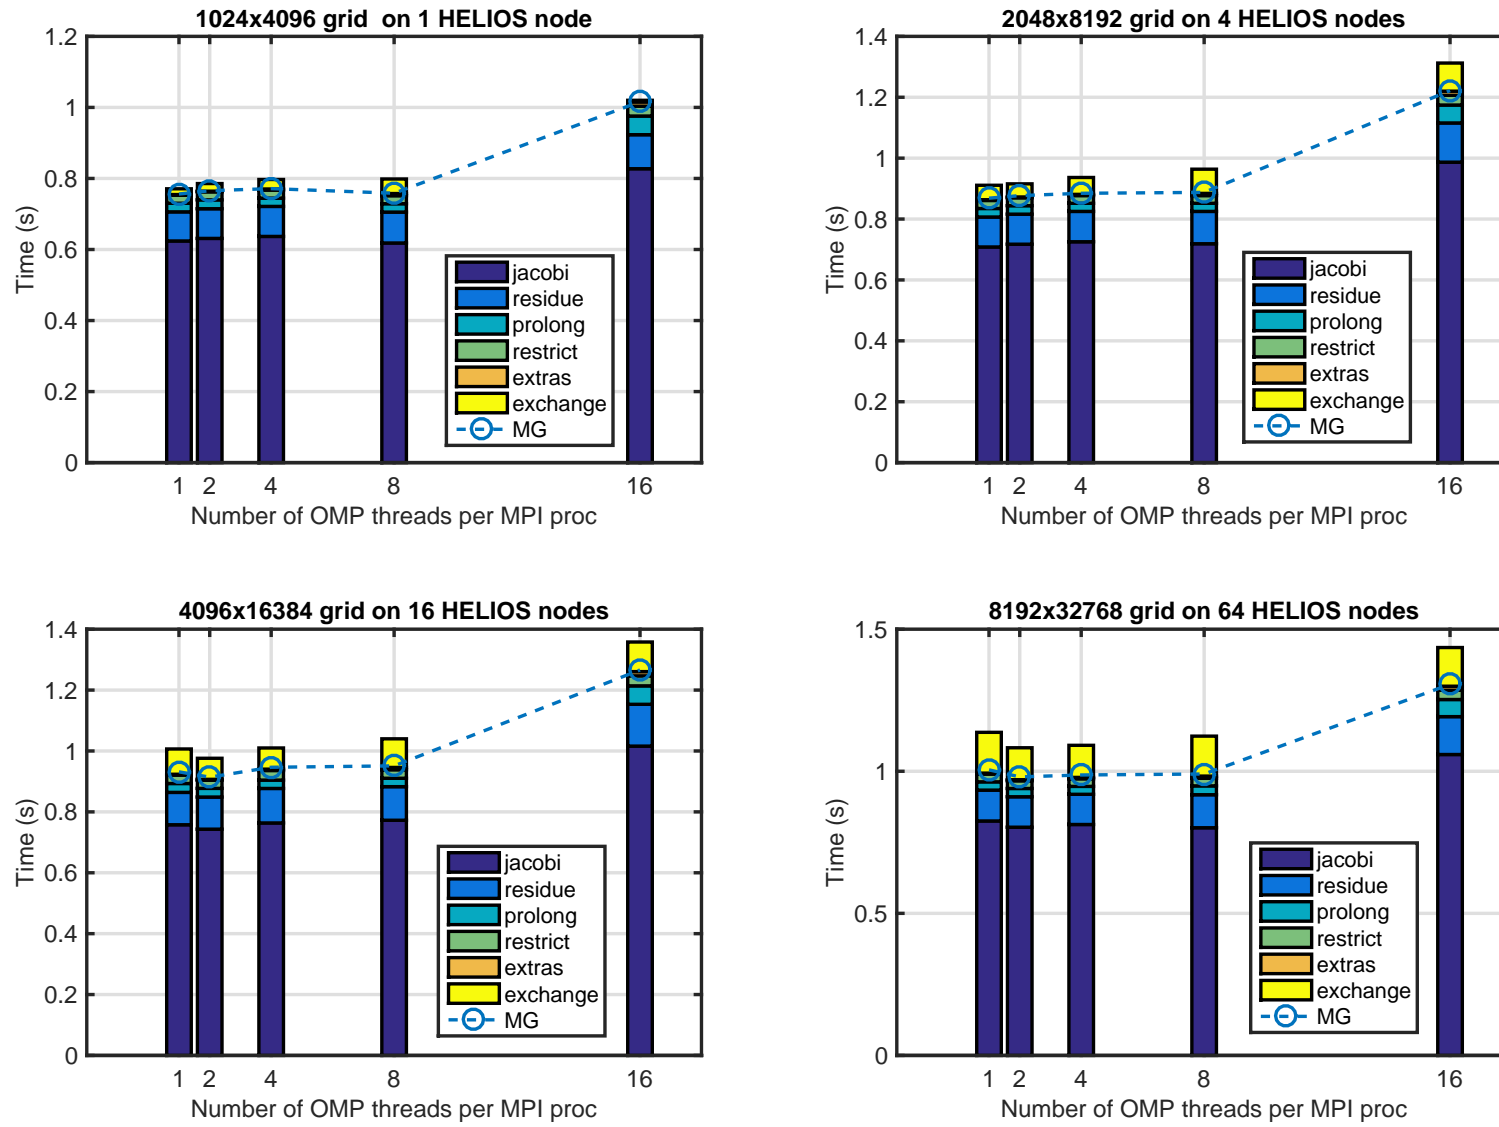 1024x4096 grid  on 1 HELIOS node
1.2
1
0.8
0.6
0.4
0.2
0
Time (s)
jacobi
residue
prolong
restrict
extras
exchange
MG
1 2 4 8 16
Number of OMP threads per MPI proc
2048x8192 grid on 4 HELIOS nodes
1.4
1.2
1
0.8
0.6
0.4
0.2
0
Time (s)
jacobi
residue
prolong
restrict
extras
exchange
MG
1 2 4 8 16
Number of OMP threads per MPI proc
4096x16384 grid on 16 HELIOS nodes
1.4
1.2
1
0.8
0.6
0.4
0.2
0
Time (s)
jacobi
residue
prolong
restrict
extras
exchange
MG
1 2 4 8 16
Number of OMP threads per MPI proc
8192x32768 grid on 64 HELIOS nodes
1.5
1
0.5
0
Time (s)
jacobi
residue
prolong
restrict
extras
exchange
MG
1 2 4 8 16
Number of OMP threads per MPI proc